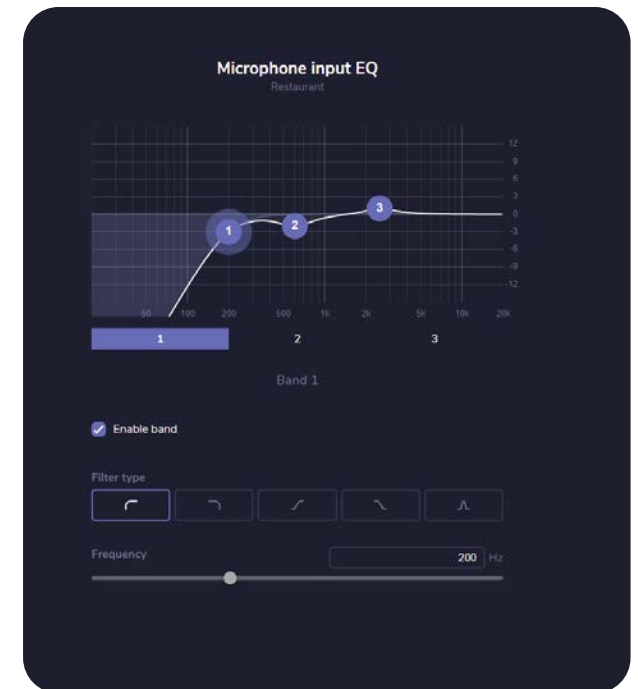 Microphone input EQ
Restaurant
12
9
6
3
0
-3
-6
-9
-12
1
2
3
50 100 200 500 1k 2k 5k 10k 20k
1 2 3
Band 1
Enable band
Filter type
Frequency 200 Hz